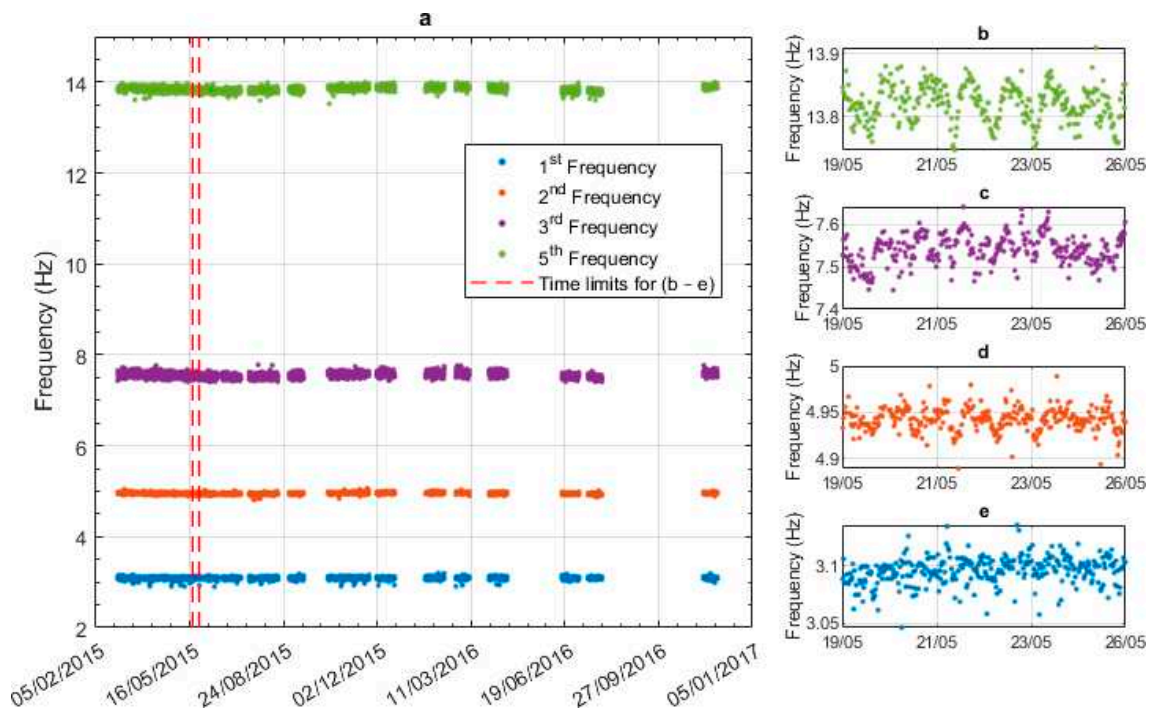 a
Frequency (Hz)
14
12
10
8
6
4
2
1st Frequency
2nd Frequency
3rd Frequency
5th Frequency
Time limits for (b – e)
05/02/2015
16/05/2015
24/08/2015
02/12/2015
11/03/2016
19/06/2016
27/09/2016
05/01/2017
b
Frequency (Hz)
13.9
13.8
19/05
21/05
23/05
26/05
c
Frequency (Hz)
7.6
7.5
7.4
19/05
21/05
23/05
26/05
d
Frequency (Hz)
5
4.95
4.9
19/05
21/05
23/05
26/05
e
Frequency (Hz)
3.1
3.05
19/05
21/05
23/05
26/05